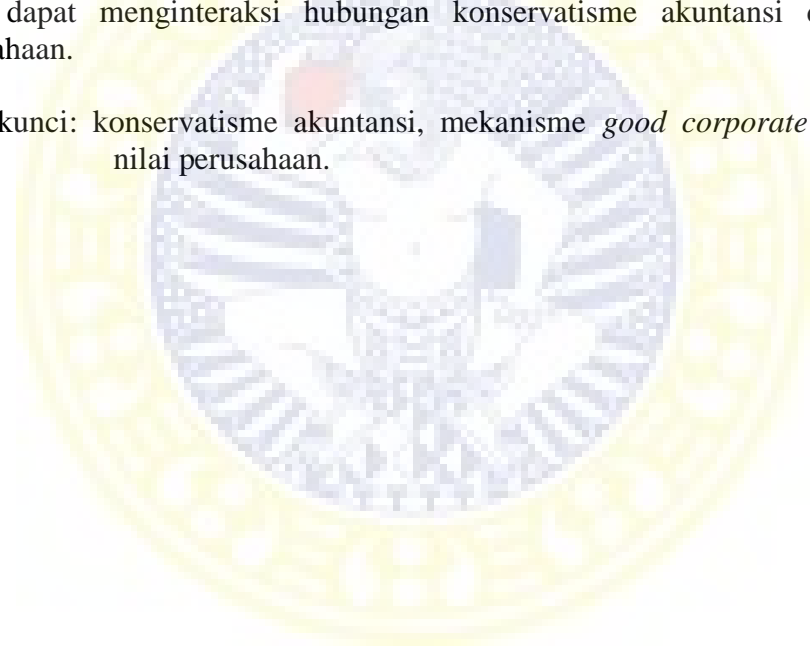 dapat menginteraksi hubungan konservatisme akuntansi
ahaan.
kunci: konservatisme akuntansi, mekanisme good corporate
nilai perusahaan.